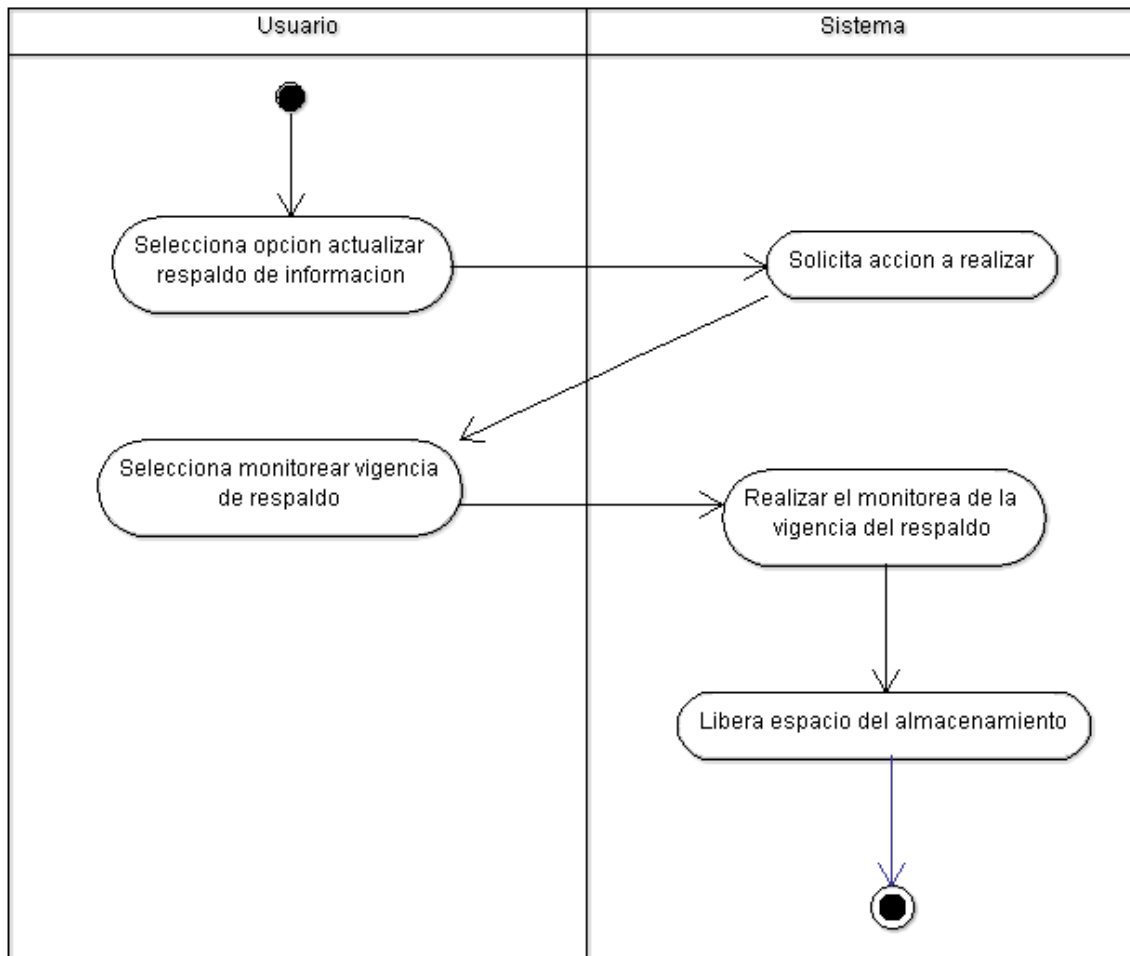 Usuario
Sistema
Selecciona opcion actualizar
respaldo de informacion
Solicita accion a realizar
Selecciona monitorear vigencia
de respaldo
Realizar el monitorea de la
vigencia del respaldo
Libera espacio del almacenamiento